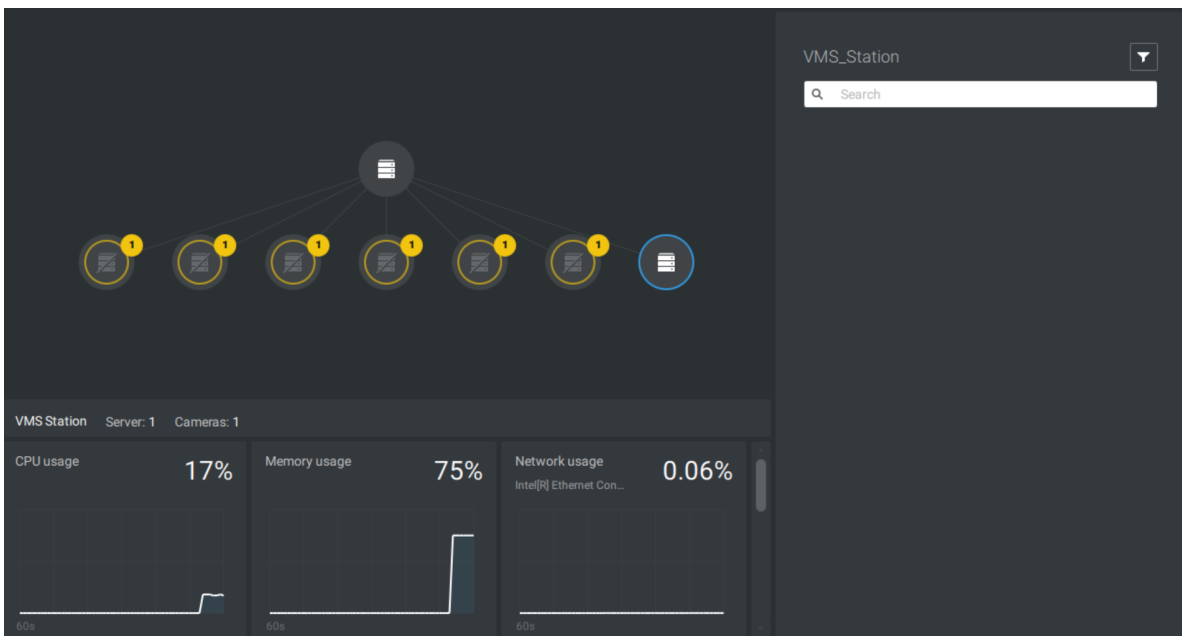 VMS_Station
Search
1 1 1 1 1 1
VMS Station Server: 1 Cameras: 1
CPU usage 17%
60s
Memory usage 75%
60s
Network usage 0.06%
Intel[R] Ethernet Con...
60s